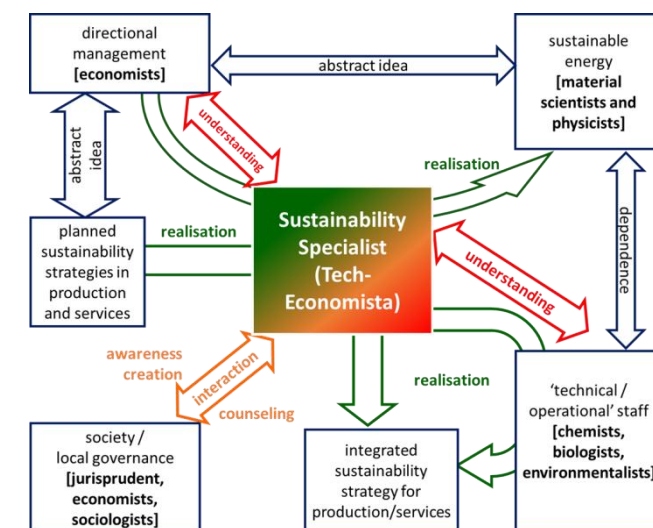 directional
management
[economists]
abstract idea
sustainable
energy
[material
scientists and
physicists]
understanding
abstract
idea
realisation
planned
sustainability
strategies in
production
and services
realisation
Sustainability
Specialist
(Tech-
Economista)
understanding
dependence
awareness
creation
interaction
counseling
realisation
society /
local governance
[jurisprudent,
economists,
sociologists]
integrated
sustainability
strategy for
production/services
‘technical /
operational’ staff
[chemists,
biologists,
environmentalists]